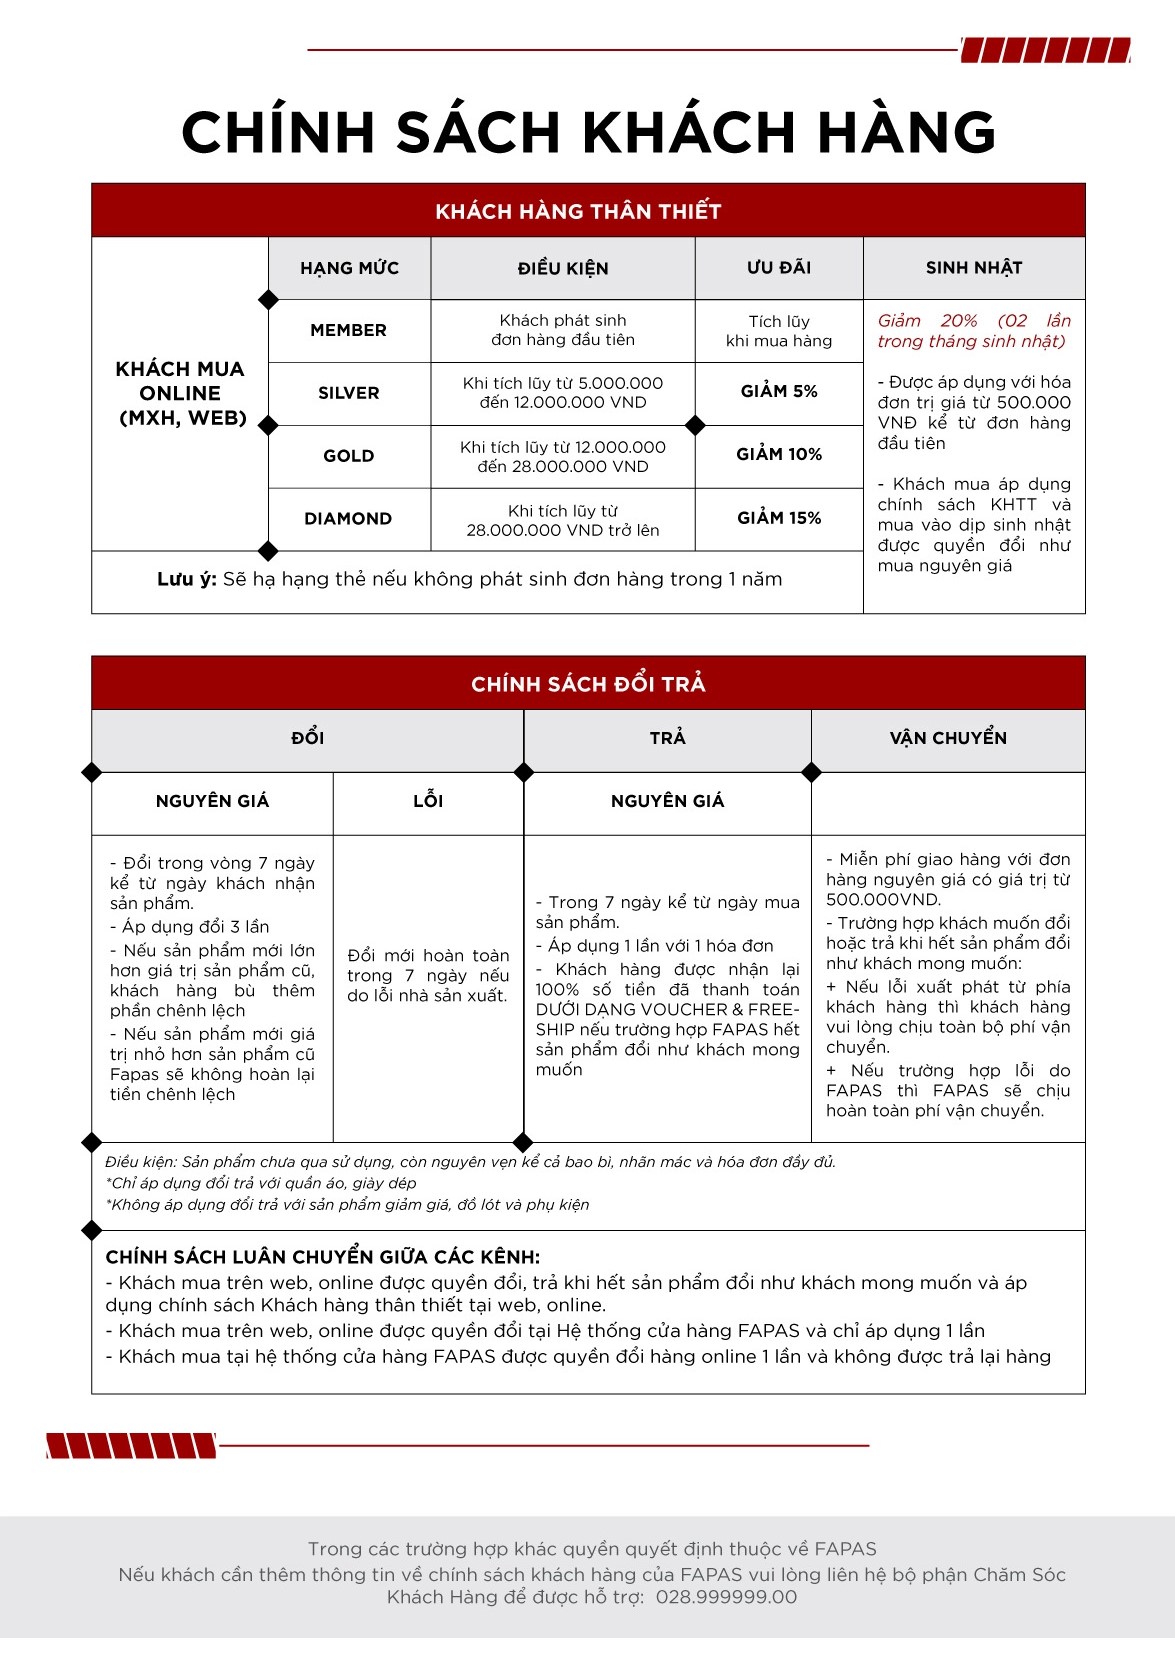 CHÍNH SÁCH KHÁCH HÀNG
KHÁCH HÀNG THÂN THIẾT
HẠNG MỨC
ĐIỀU KIỆN
ƯU ĐÃI
SINH NHẬT
KHÁCH MUA
ONLINE
(MXH, WEB)
MEMBER
Khách phát sinh
đơn hàng đầu tiên
Tích lũy
khi mua hàng
SILVER
Khi tích lũy từ 5.000.000
đến 12.000.000 VND
GIẢM 5%
GOLD
Khi tích lũy từ 12.000.000
đến 28.000.000 VND
GIẢM 10%
DIAMOND
Khi tích lũy từ
28.000.000 VND trở lên
GIẢM 15%
Giảm 20% (02 lần
trong tháng sinh nhật)
- Được áp dụng với hóa
đơn trị giá từ 500.000
VNĐ kể từ đơn hàng
đầu tiên
- Khách mua áp dụng
chính sách KHTT và
mua vào dịp sinh nhật
được quyền đổi như
mua nguyên giá
Lưu ý: Sẽ hạ hạng thẻ nếu không phát sinh đơn hàng trong 1 năm
CHÍNH SÁCH ĐỔI TRẢ
ĐỔI
TRẢ
VẬN CHUYỂN
NGUYÊN GIÁ
LỖI
NGUYÊN GIÁ
- Đổi trong vòng 7 ngày
kể từ ngày khách nhận
sản phẩm.
- Áp dụng đổi 3 lần
- Nếu sản phẩm mới lớn
hơn giá trị sản phẩm cũ,
khách hàng bù thêm
phần chênh lệch
- Nếu sản phẩm mới giá
trị nhỏ hơn sản phẩm cũ
Fapas sẽ không hoàn lại
tiền chênh lệch
Đổi mới hoàn toàn
trong 7 ngày nếu
do lỗi nhà sản xuất.
- Trong 7 ngày kể từ ngày mua
sản phẩm.
- Áp dụng 1 lần với 1 hóa đơn
- Khách hàng được nhận lại
100% số tiền đã thanh toán
DƯỚI DẠNG VOUCHER & FREE-
SHIP nếu trường hợp FAPAS hết
sản phẩm đổi như khách mong
muốn
- Miễn phí giao hàng với đơn
hàng nguyên giá có giá trị từ
500.000VND.
- Trường hợp khách muốn đổi
hoặc trả khi hết sản phẩm đổi
như khách mong muốn:
+ Nếu lỗi xuất phát từ phía
khách hàng thì khách hàng
vui lòng chịu toàn bộ phí vận
chuyển.
+ Nếu trường hợp lỗi do
FAPAS thì FAPAS sẽ chịu
hoàn toàn phí vận chuyển.
Điều kiện: Sản phẩm chưa qua sử dụng, còn nguyên vẹn kể cả bao bì, nhãn mác và hóa đơn đầy đủ.
*Chỉ áp dụng đổi trả với quần áo, giày dép
*Không áp dụng đổi trả với sản phẩm giảm giá, đồ lót và phụ kiện
CHÍNH SÁCH LUÂN CHUYỂN GIỮA CÁC KÊNH:
- Khách mua trên web, online được quyền đổi, trả khi hết sản phẩm đổi như khách mong muốn và áp
dụng chính sách Khách hàng thân thiết tại web, online.
- Khách mua trên web, online được quyền đổi tại Hệ thống cửa hàng FAPAS và chỉ áp dụng 1 lần
- Khách mua tại hệ thống cửa hàng FAPAS được quyền đổi hàng online 1 lần và không được trả lại hàng
Trong các trường hợp khác quyền quyết định thuộc về FAPAS
Nếu khách cần thêm thông tin về chính sách khách hàng của FAPAS vui lòng liên hệ bộ phận Chăm Sóc
Khách Hàng để được hỗ trợ: 028.999999.00